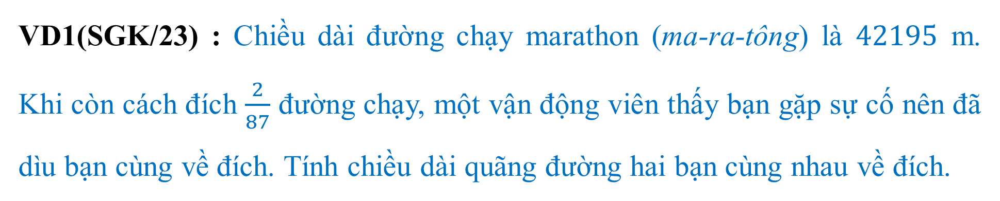 VD1(SGK/23) : Chiều dài đường chạy marathon (ma-ra-tông) là 42195 m.
Khi còn cách đích 2/87 đường chạy, một vận động viên thấy bạn gặp sự cố nên đã
dìu bạn cùng về đích. Tính chiều dài quãng đường hai bạn cùng nhau về đích.